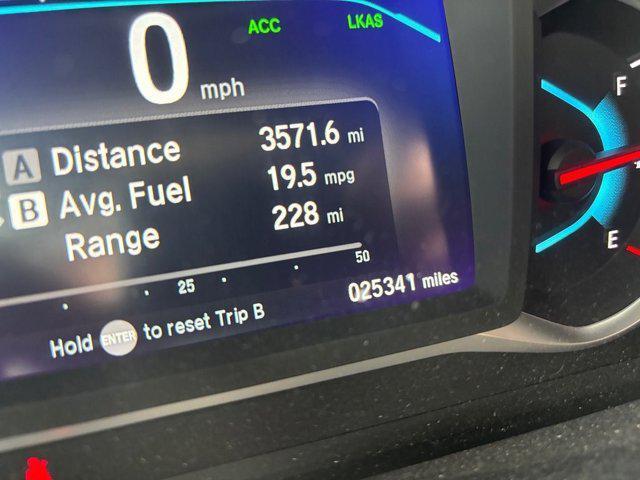 ACC LKAS
0 mph
A Distance 3571.6 mi
B Avg. Fuel 19.5 mpg
Range 228 mi
25 50
025341 miles
Hold ENTER to reset Trip B
F
E